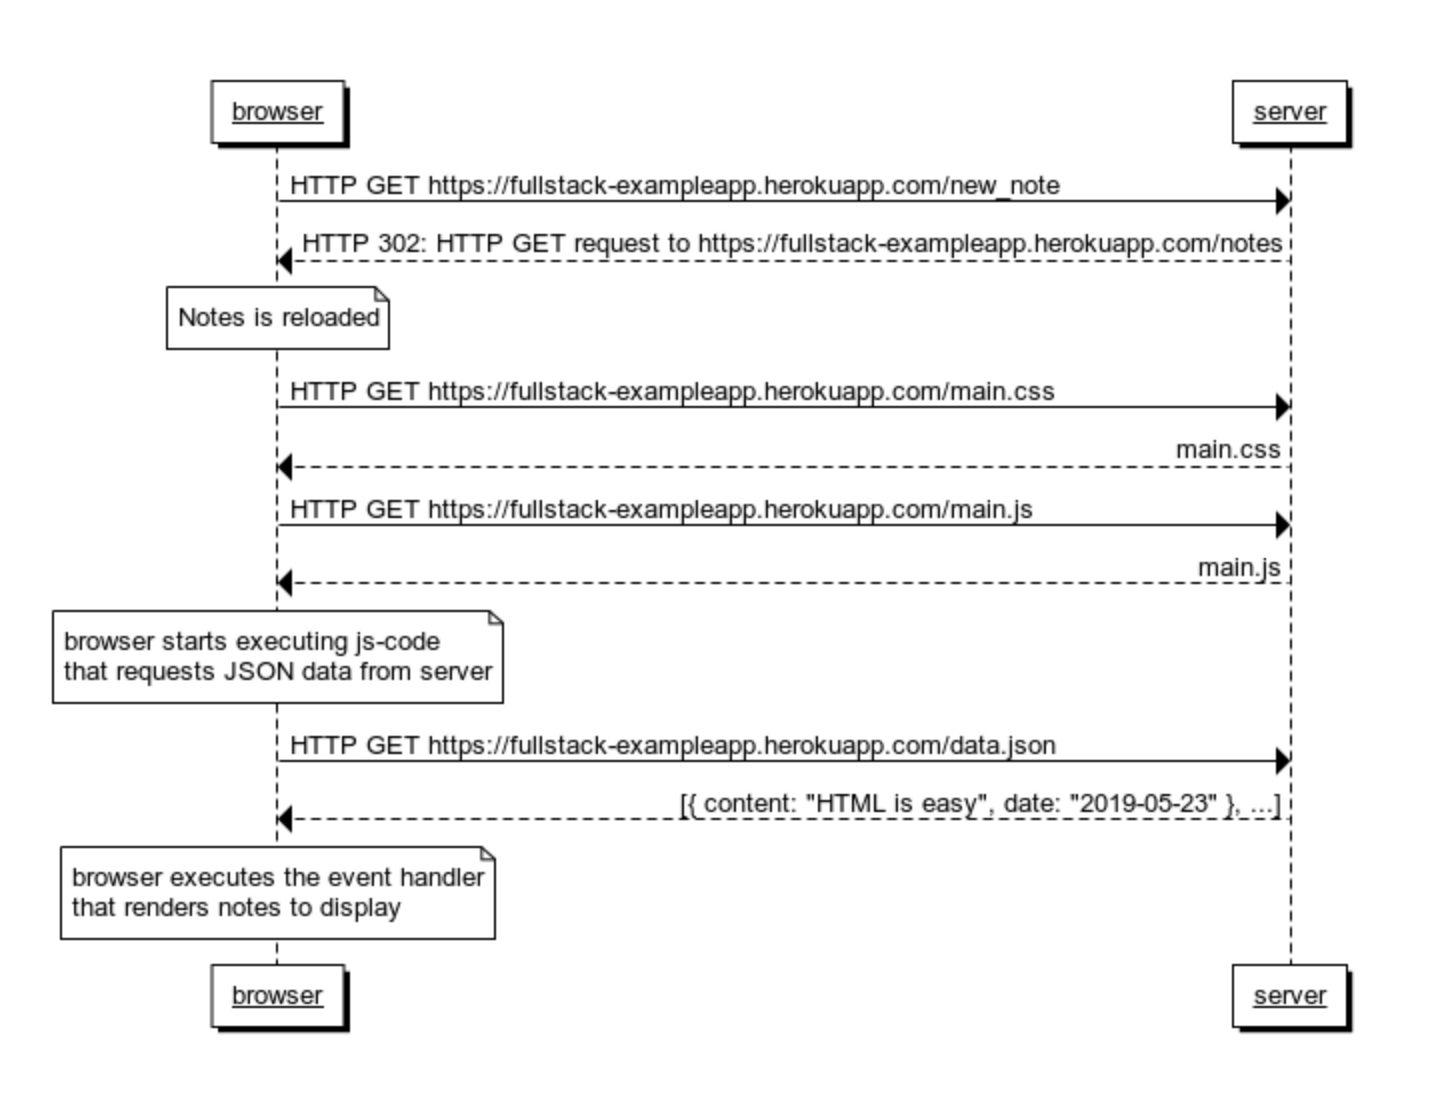 browser
server
HTTP GET https://fullstack-exampleapp.herokuapp.com/new_note
HTTP 302: HTTP GET request to https://fullstack-exampleapp.herokuapp.com/notes
Notes is reloaded
HTTP GET https://fullstack-exampleapp.herokuapp.com/main.css
main.css
HTTP GET https://fullstack-exampleapp.herokuapp.com/main.js
main.js
browser starts executing js-code
that requests JSON data from server
HTTP GET https://fullstack-exampleapp.herokuapp.com/data.json
[{ content: "HTML is easy", date: "2019-05-23" }, ...]
browser executes the event handler
that renders notes to display
browser
server